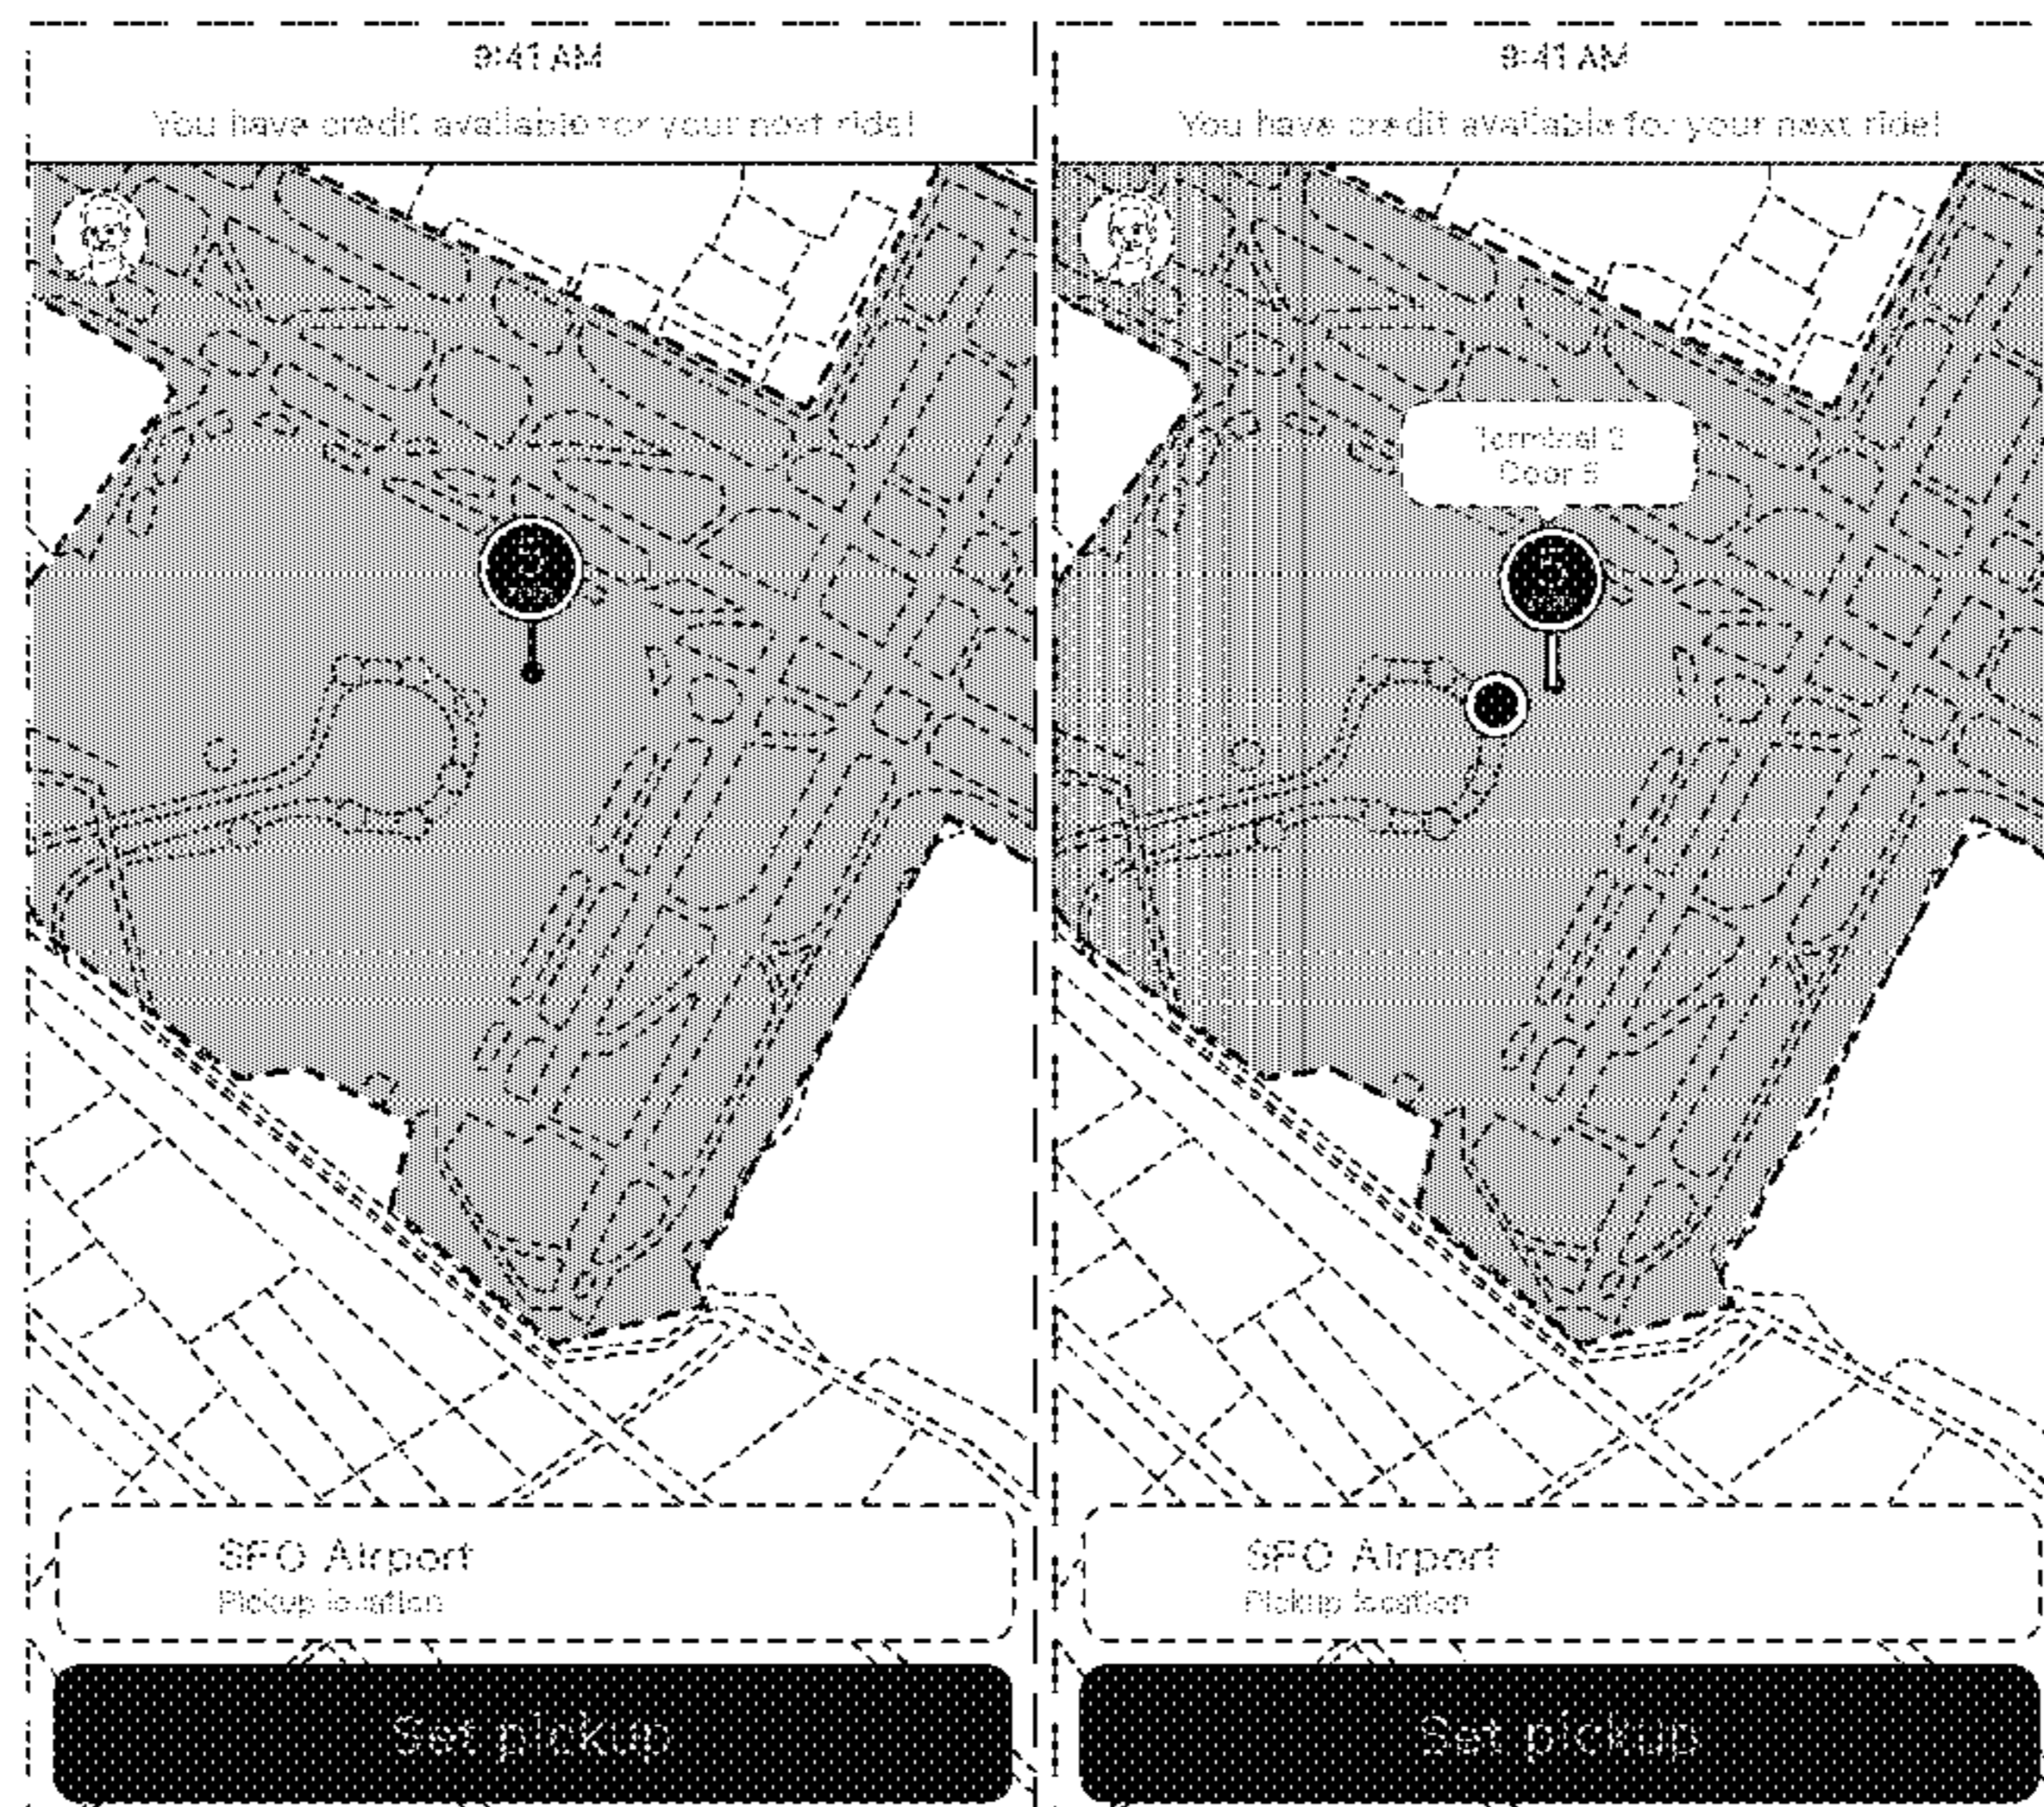 9:41 AM
You have credit available for your next ride!
5
SFO Airport
Pickup location
Set pickup
9:41 AM
You have credit available for your next ride!
Terminal 2
Door 5
5
SFO Airport
Pickup location
Set pickup